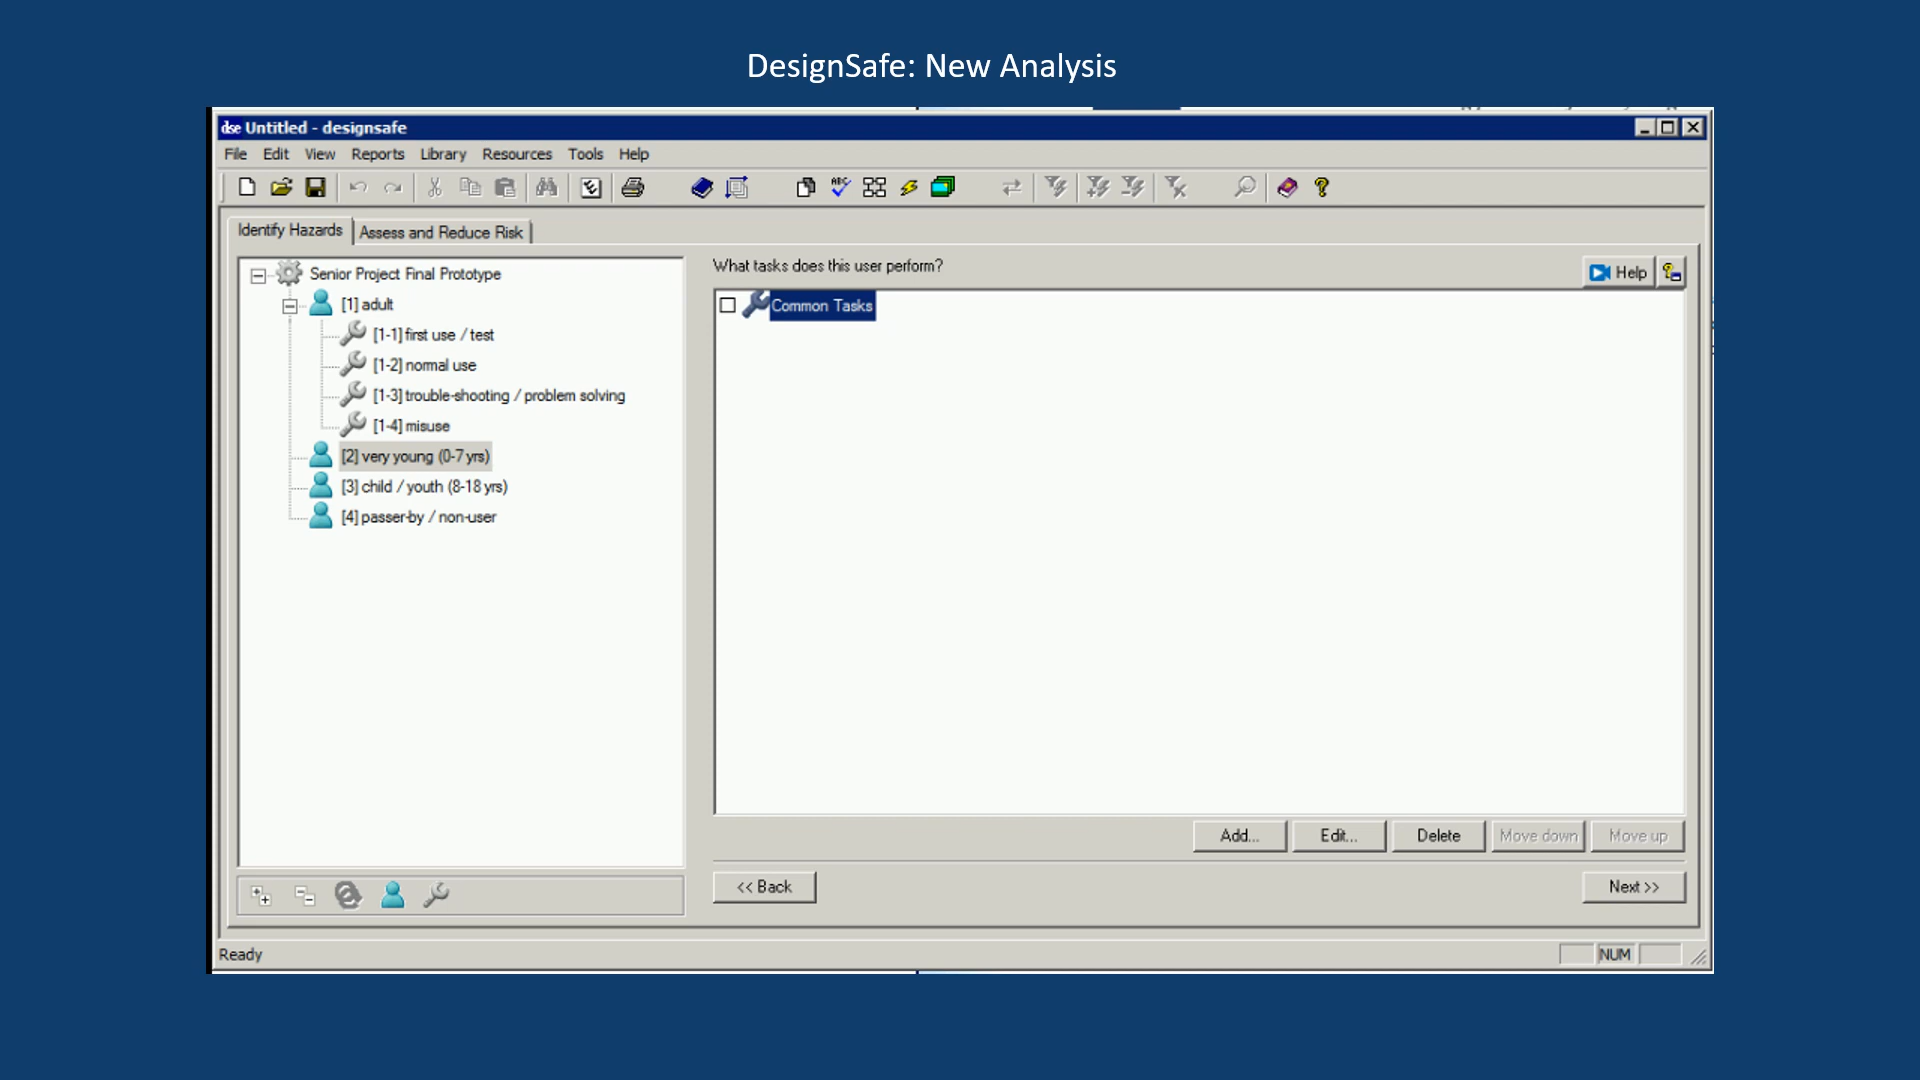 DesignSafe: New Analysis
dse Untitled - designsafe
File Edit View Reports Library Resources Tools Help
Identify Hazards Assess and Reduce Risk
What tasks does this user perform?
Help
Senior Project Final Prototype
Common Tasks
[1] adult
[1-1] first use / test
[1-2] normal use
[1-3] trouble-shooting / problem solving
[1-4] misuse
[2] very young (0-7 yrs)
[3] child / youth (8-18 yrs)
[4] passer-by / non-user
Add... Edit... Delete Move down Move up
<< Back Next >>
Ready NUM